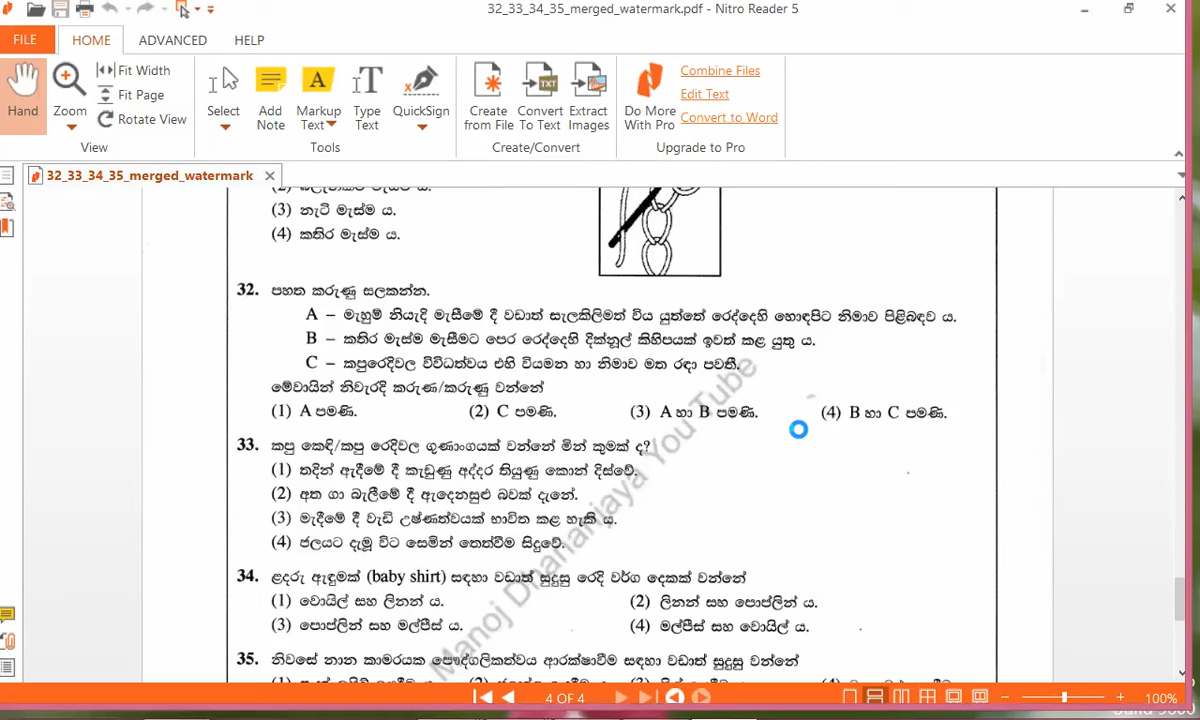 32_33_34_35_merged_watermark.pdf - Nitro Reader 5
FILE HOME ADVANCED HELP
Hand
Zoom
Fit Width
Fit Page
Rotate View
View
Select
Add Note
Markup Text
Type Text
QuickSign
Tools
Create from File
Convert To Text
Extract Images
Create/Convert
Do More With Pro
Combine Files
Edit Text
Convert to Word
Upgrade to Pro
32_33_34_35_merged_watermark
(3) නැටි මැස්ම ය.
(4) කතිර මැස්ම ය.
32. පහත කරුණු සලකන්න.
A – මැහුම් නියැදි මැසීමේ දී වඩාත් සැලකිලිමත් විය යුත්තේ රෙද්දෙහි හොඳපිට නිමාව පිළිබඳව ය.
B – කතිර මැස්ම මැසීමට පෙර රෙද්දෙහි දික්නූල් කිහිපයක් ඉවත් කළ යුතු ය.
C – කපුරෙදිවල විවිධත්වය එහි වියමන හා නිමාව මත රඳා පවතී.
මේවායින් නිවැරදි කරුණ/කරුණු වන්නේ
(1) A පමණි. (2) C පමණි. (3) A හා B පමණි. (4) B හා C පමණි.
33. කපු කෙඳි/කපු රෙදිවල ගුණාංගයක් වන්නේ මින් කුමක් ද?
(1) තදින් ඇදීමේ දී කැඩුණු අද්දර තියුණු කොන් දිස්වේ.
(2) අත ගා බැලීමේ දී ඇදෙනසුළු බවක් දැනේ.
(3) මැදීමේ දී වැඩි උෂ්ණත්වයක් භාවිත කළ හැකි ය.
(4) ජලයට දැමූ විට සෙමින් තෙත්වීම සිදුවේ.
34. ළදරු ඇඳුමක් (baby shirt) සඳහා වඩාත් සුදුසු රෙදි වර්ග දෙකක් වන්නේ
(1) වොයිල් සහ ලිනන් ය. (2) ලිනන් සහ පොප්ලින් ය.
(3) පොප්ලින් සහ මල්පීස් ය. (4) මල්පීස් සහ වොයිල් ය.
35. නිවසේ නාන කාමරයක පෞද්ගලිකත්වය ආරක්ෂාවීම සඳහා වඩාත් සුදුසු වන්නේ
Manoj Dhananjaya You Tube
4 OF 4
100%